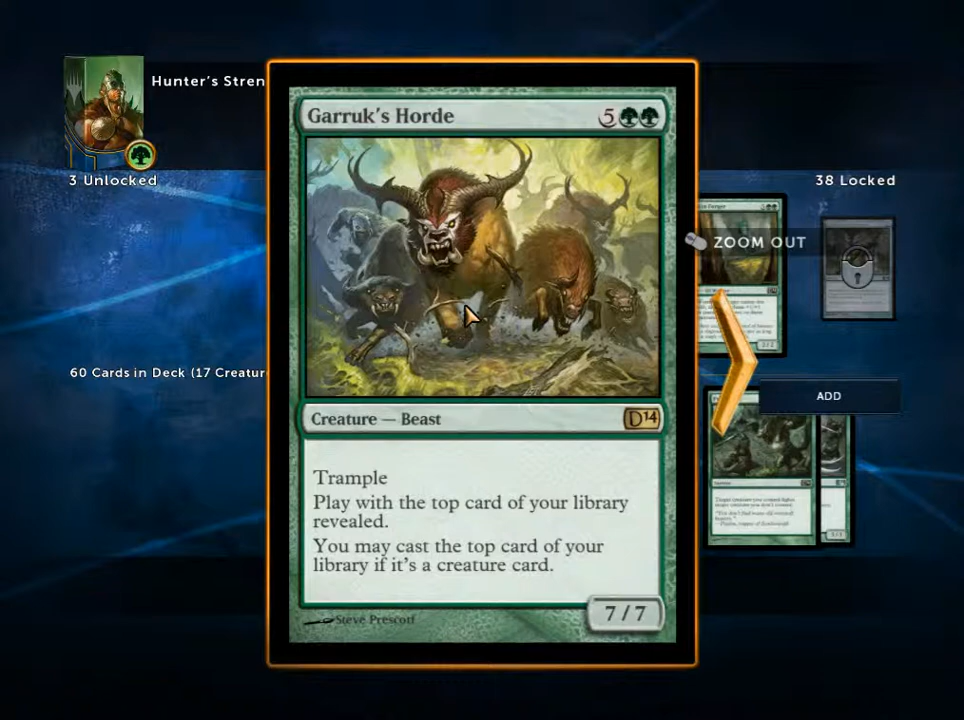 Hunter's Stren
3 Unlocked
60 Cards in Deck (17 Creatur
Garruk's Horde
5
Creature — Beast
D14
Trample
Play with the top card of your library
revealed.
You may cast the top card of your
library if it's a creature card.
7/7
Steve Prescott
38 Locked
ZOOM OUT
ADD